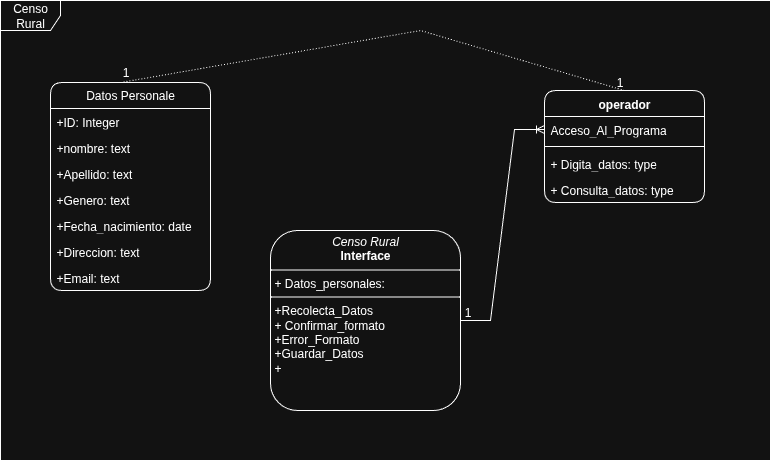 Censo
Rural
1
Datos Personale
+ID: Integer
+nombre: text
+Apellido: text
+Genero: text
+Fecha_nacimiento: date
+Direccion: text
+Email: text
1
operador
Acceso_Al_Programa
+ Digita_datos: type
+ Consulta_datos: type
Censo Rural
Interface
+ Datos_personales:
+Recolecta_Datos
+ Confirmar_formato
+Error_Formato
+Guardar_Datos
+
1